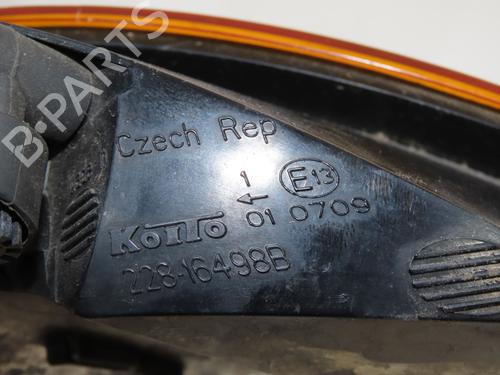 B-PARTS
Czech Rep
1 E13
← 01 0709
KOITO
228-16498B